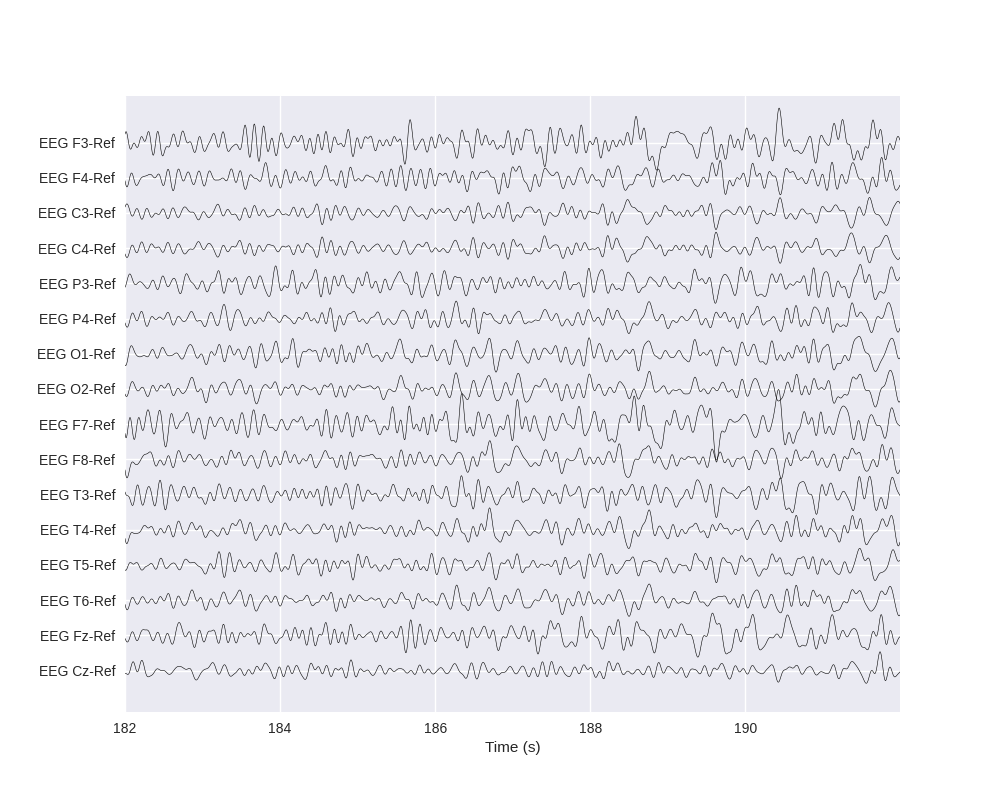 EEG F3-Ref
EEG F4-Ref
EEG C3-Ref
EEG C4-Ref
EEG P3-Ref
EEG P4-Ref
EEG O1-Ref
EEG O2-Ref
EEG F7-Ref
EEG F8-Ref
EEG T3-Ref
EEG T4-Ref
EEG T5-Ref
EEG T6-Ref
EEG Fz-Ref
EEG Cz-Ref
182 184 186 188 190
Time (s)